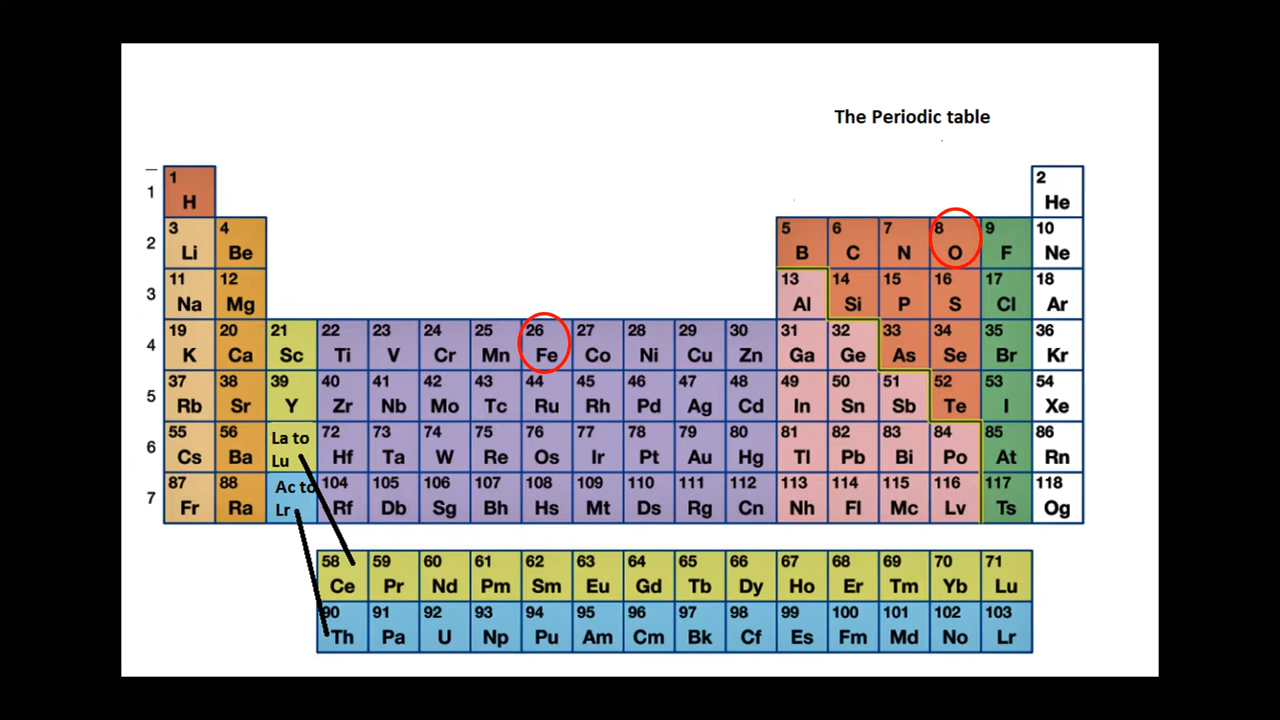 The Periodic table
1 2
1 H He
3 4 5 6 7 8 9 10
2 Li Be B C N O F Ne
11 12 13 14 15 16 17 18
3 Na Mg Al Si P S Cl Ar
19 20 21 22 23 24 25 26 27 28 29 30 31 32 33 34 35 36
4 K Ca Sc Ti V Cr Mn Fe Co Ni Cu Zn Ga Ge As Se Br Kr
37 38 39 40 41 42 43 44 45 46 47 48 49 50 51 52 53 54
5 Rb Sr Y Zr Nb Mo Tc Ru Rh Pd Ag Cd In Sn Sb Te I Xe
55 56 La to 72 73 74 75 76 77 78 79 80 81 82 83 84 85 86
6 Cs Ba Lu Hf Ta W Re Os Ir Pt Au Hg Tl Pb Bi Po At Rn
87 88 Ac to 104 105 106 107 108 109 110 111 112 113 114 115 116 117 118
7 Fr Ra Lr Rf Db Sg Bh Hs Mt Ds Rg Cn Nh Fl Mc Lv Ts Og
58 59 60 61 62 63 64 65 66 67 68 69 70 71
Ce Pr Nd Pm Sm Eu Gd Tb Dy Ho Er Tm Yb Lu
90 91 92 93 94 95 96 97 98 99 100 101 102 103
Th Pa U Np Pu Am Cm Bk Cf Es Fm Md No Lr